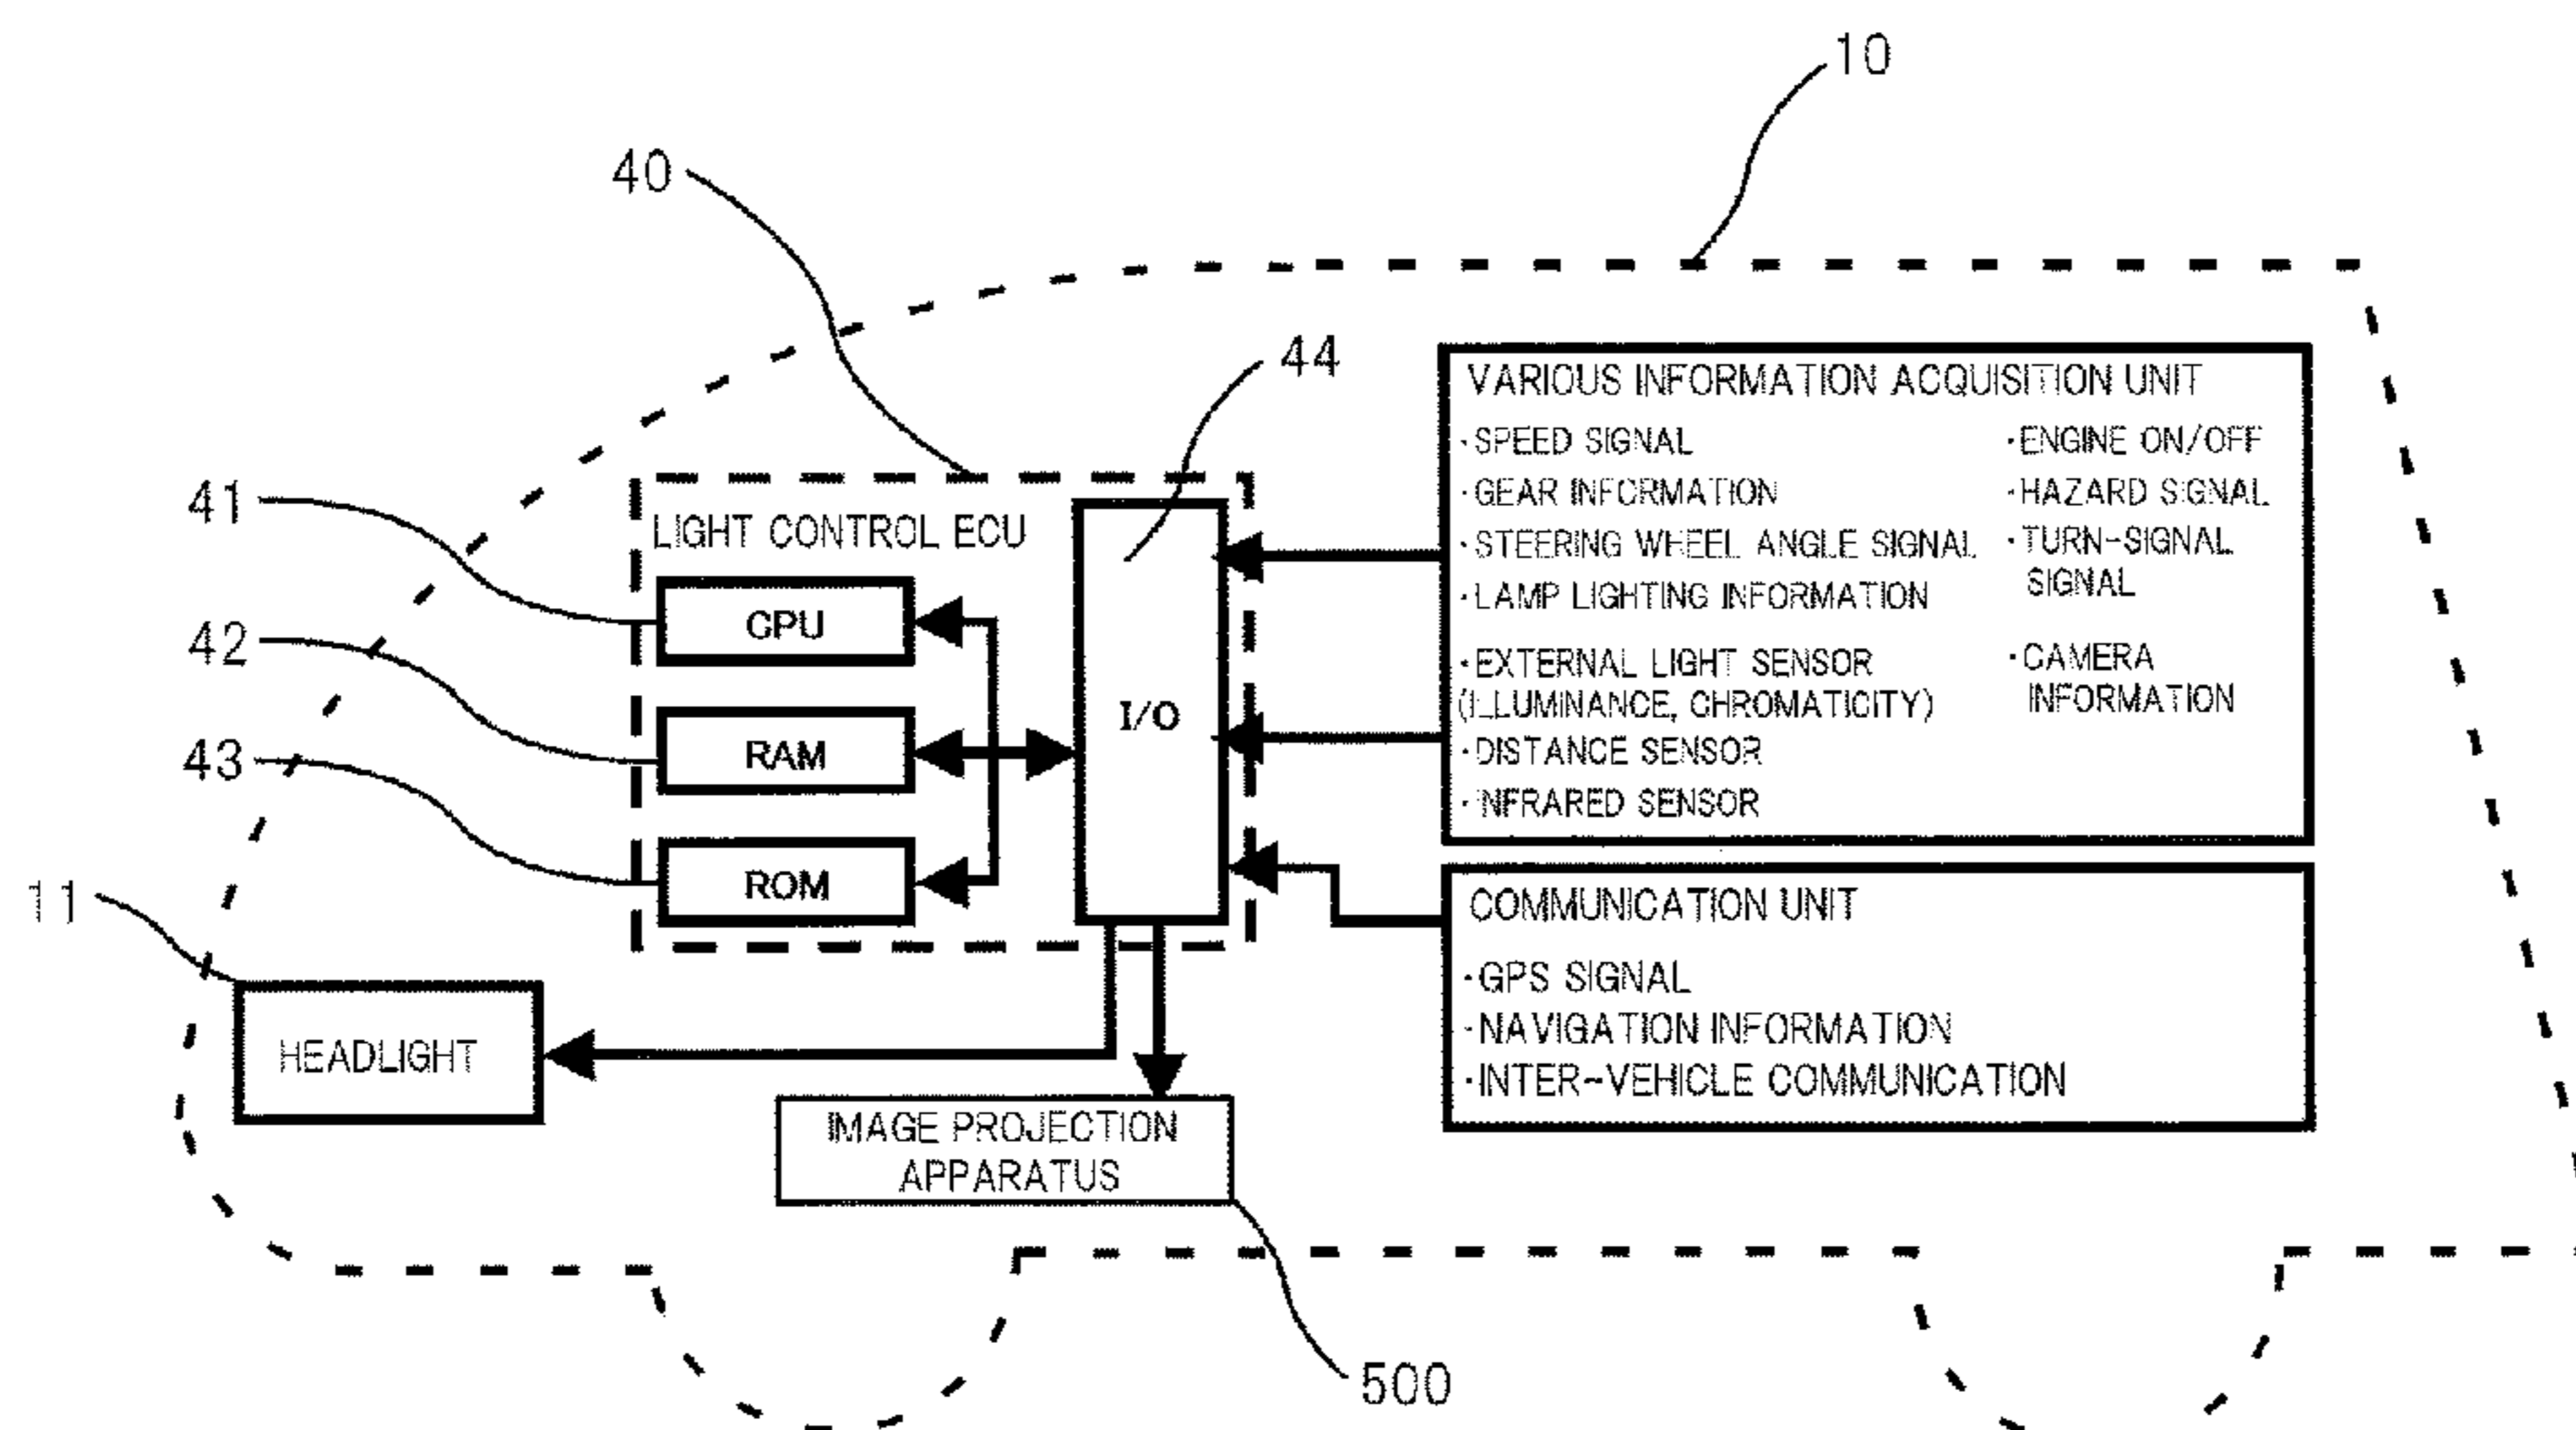 10
40
44
VARIOUS INFORMATION ACQUISITION UNIT
·SPEED SIGNAL
·GEAR INFORMATION
·STEERING WHEEL ANGLE SIGNAL
·LAMP LIGHTING INFORMATION
·EXTERNAL LIGHT SENSOR
(ILLUMINANCE, CHROMATICITY)
·DISTANCE SENSOR
·INFRARED SENSOR
·ENGINE ON/OFF
·HAZARD SIGNAL
·TURN-SIGNAL
SIGNAL
·CAMERA
INFORMATION
41
LIGHT CONTROL ECU
CPU
42
RAM
I/O
43
ROM
11
COMMUNICATION UNIT
·GPS SIGNAL
·NAVIGATION INFORMATION
·INTER-VEHICLE COMMUNICATION
HEADLIGHT
IMAGE PROJECTION
APPARATUS
500